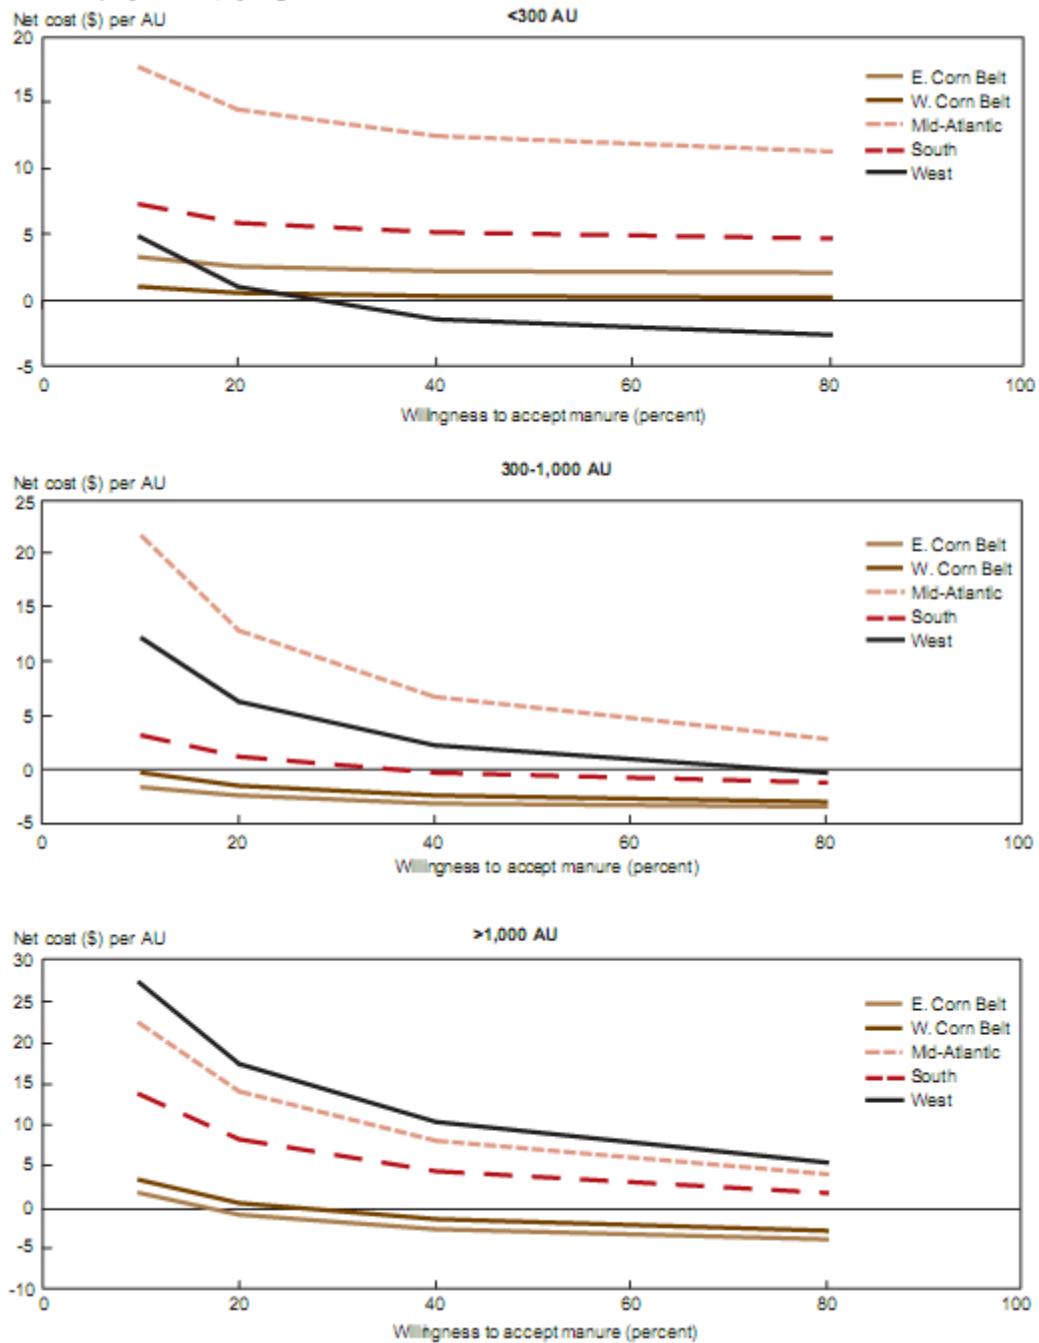 Net cost ($) per AU
<300 AU
20
15
10
5
0
-5
E. Corn Belt
W. Corn Belt
Mid-Atlantic
South
West
0 20 40 60 80 100
Willingness to accept manure (percent)
300-1,000 AU
Net cost ($) per AU
25
20
15
10
5
0
-5
E. Corn Belt
W. Corn Belt
Mid-Atlantic
South
West
0 20 40 60 80 100
Willingness to accept manure (percent)
>1,000 AU
Net cost ($) per AU
30
25
20
15
10
5
0
-5
-10
E. Corn Belt
W. Corn Belt
Mid-Atlantic
South
West
0 20 40 60 80 100
Willingness to accept manure (percent)